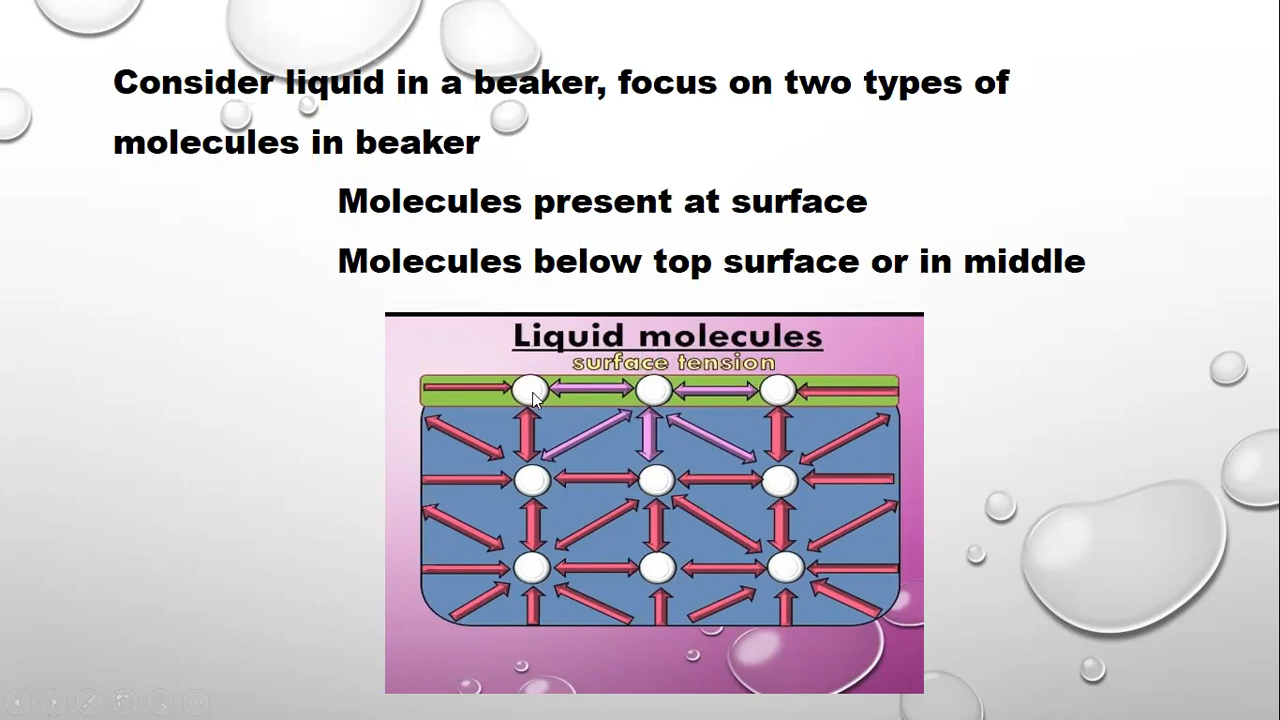 Consider liquid in a beaker, focus on two types of
molecules in beaker
Molecules present at surface
Molecules below top surface or in middle
Liquid molecules
surface tension